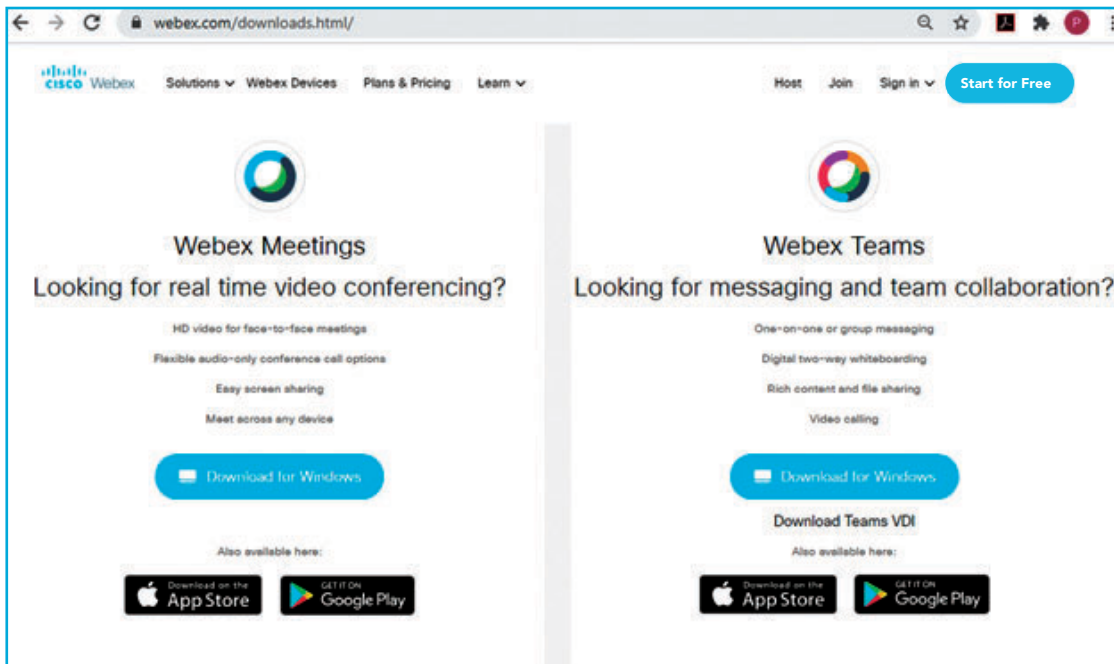 webex.com/downloads.html/
P
CISCO Webex
Solutions Webex Devices Plans & Pricing Learn
Host Join Sign in Start for Free
Webex Meetings
Looking for real time video conferencing?
HD video for face-to-face meetings
Flexible audio-only conference call options
Easy screen sharing
Meet across any device
Download for Windows
Also available here:
Download on the
App Store
GET IT ON
Google Play
Webex Teams
Looking for messaging and team collaboration?
One-on-one or group messaging
Digital two-way whiteboarding
Rich content and file sharing
Video calling
Download for Windows
Download Teams VDI
Also available here:
Download on the
App Store
GET IT ON
Google Play